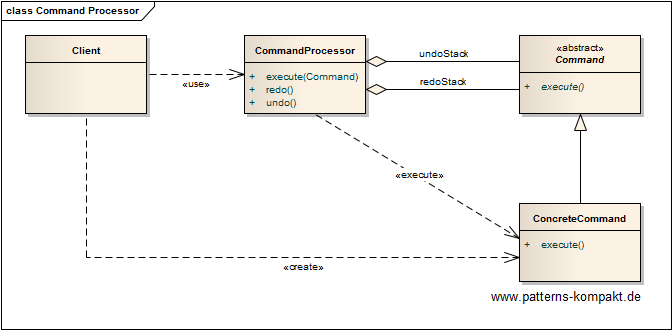 class Command Processor
Client
CommandProcessor
+ execute(Command)
+ redo()
+ undo()
«use»
undoStack
redoStack
«abstract»
Command
+ execute()
«execute»
ConcreteCommand
+ execute()
«create»
www.patterns-kompakt.de